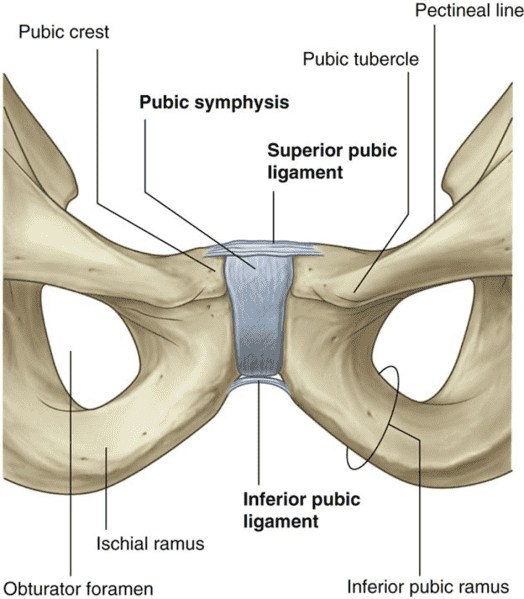 Pectineal line
Pubic crest
Pubic tubercle
Pubic symphysis
Superior pubic
ligament
Inferior pubic
ligament
Ischial ramus
Obturator foramen
Inferior pubic ramus